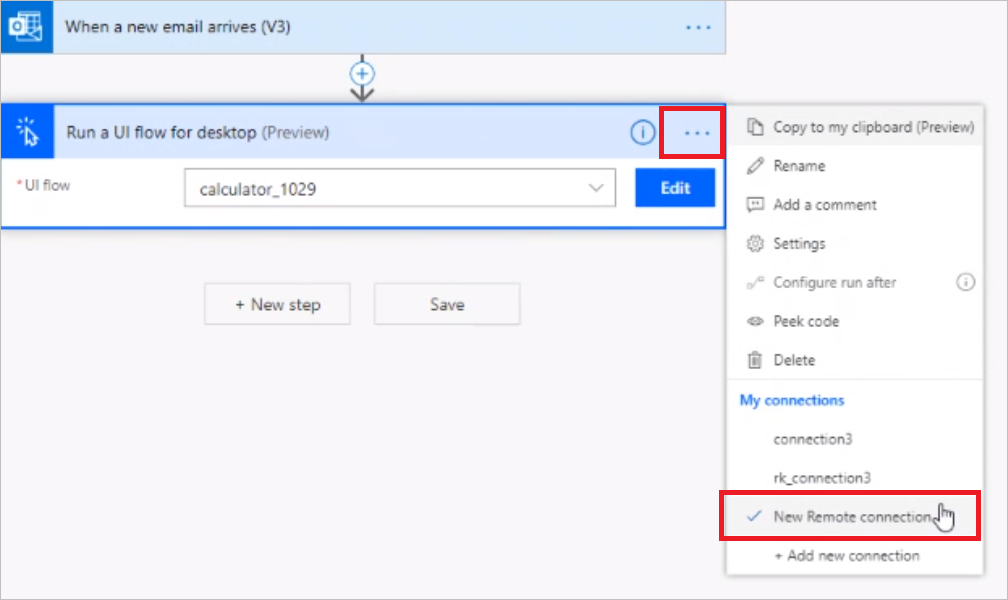 When a new email arrives (V3)
Run a UI flow for desktop (Preview)
* UI flow
calculator_1029
Edit
+ New step
Save
Copy to my clipboard (Preview)
Rename
Add a comment
Settings
Configure run after
Peek code
Delete
My connections
connection3
rk_connection3
New Remote connection
+ Add new connection